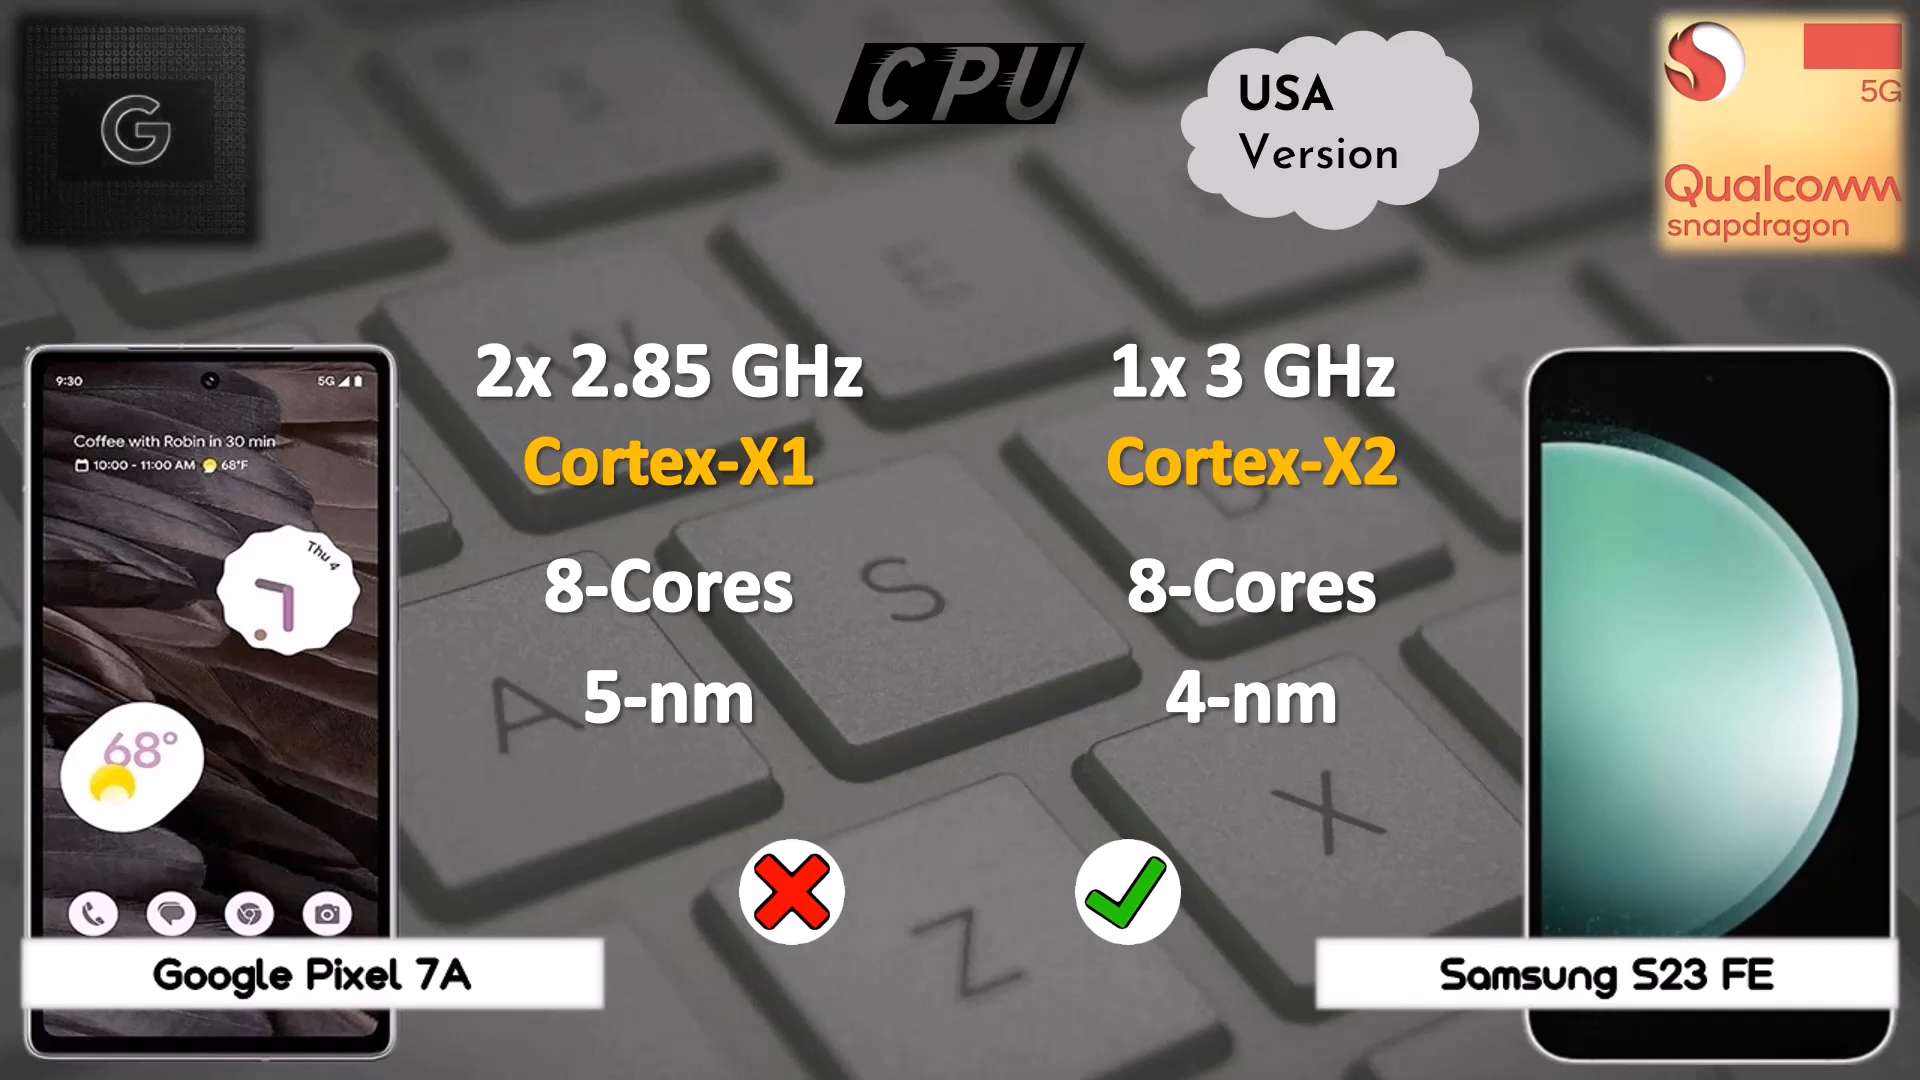 CPU
USA
Version
G
5G
Qualcomm
snapdragon
9:30
5G
Coffee with Robin in 30 min
10:00 - 11:00 AM 68°F
Thu 4
68°
2x 2.85 GHz
Cortex-X1
8-Cores
5-nm
1x 3 GHz
Cortex-X2
8-Cores
4-nm
W
E
D
A
S
Z
X
Google Pixel 7A
Samsung S23 FE